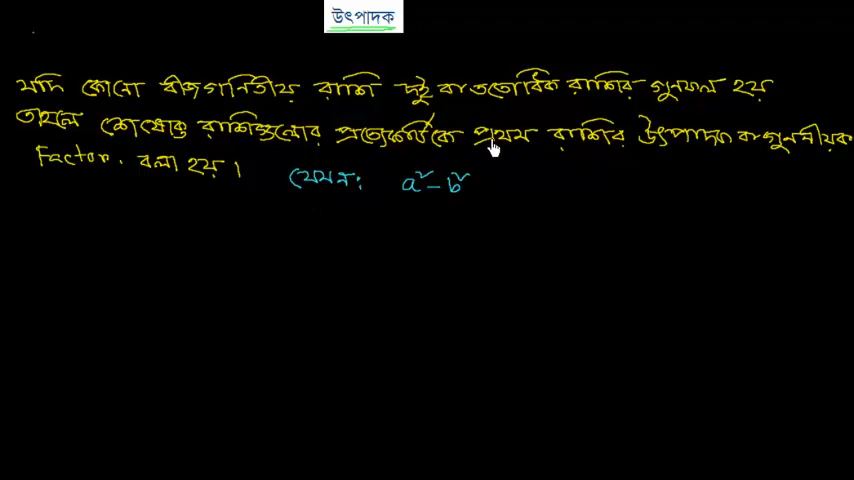 উৎপাদক
যদি কোনো বীজগানিতীয় রাশি দুই বা ততোধিক রাশির গুনফল হয়
তাহলে শেষোক্ত রাশিগুলোর প্রত্যেকটিকে প্রথম রাশির উৎপাদক বা গুননীয়ক
Factor. বলা হয়।
যেমন: a² – b²